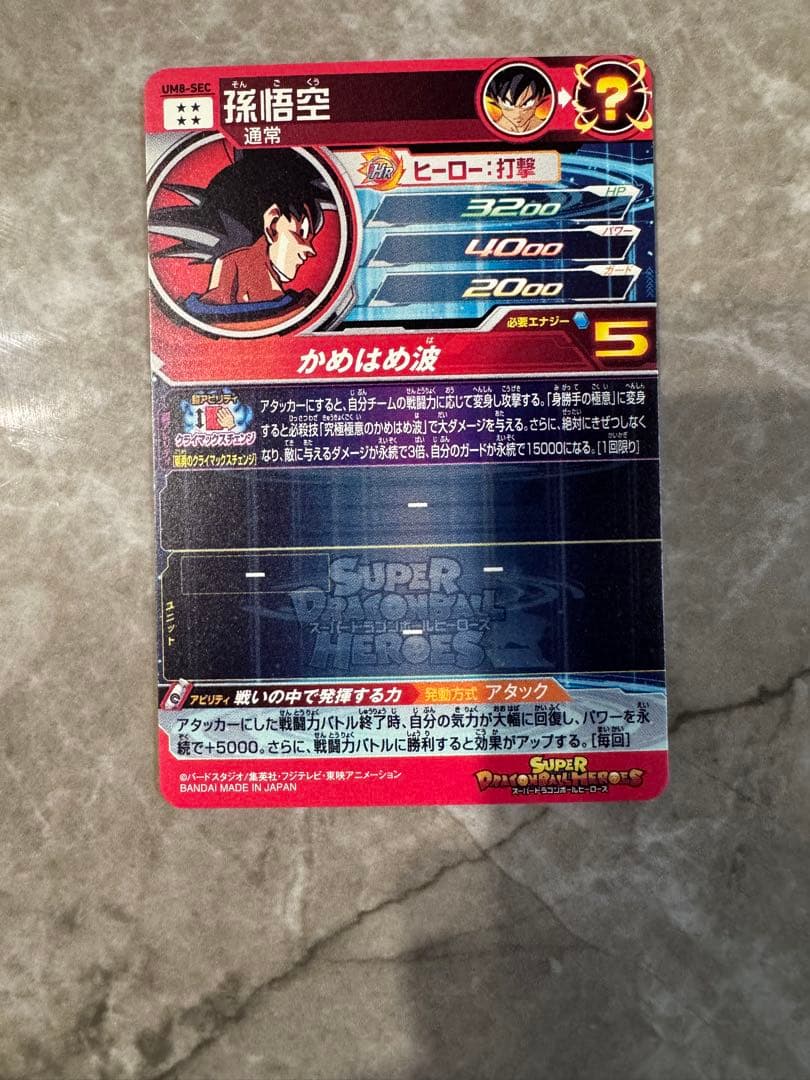 UM8-SEC
孫悟空
そんごくう
通常
?
HR
ヒーロー:打撃
HP
3200
パワー
4000
ガード
2000
必要エナジー 5
かめはめ波
超アビリティ
クライマックスチェンジ
アタッカーにすると、自分チームの戦闘力に応じて変身し攻撃する。「身勝手の極意」に変身
すると必殺技「究極極意のかめはめ波」で大ダメージを与える。さらに、絶対にきぜつしなく
なり、敵に与えるダメージが永続で3倍、自分のガードが永続で15000になる。[1回限り]
ー
ー ー
ー
ユニット
SUPER
DRAGONBALL
スーパードラゴンボールヒーローズ
HEROES
アビリティ 戦いの中で発揮する力 発動方式 アタック
アタッカーにした戦闘力バトル終了時、自分の気力が大幅に回復し、パワーを永
続で+5000。さらに、戦闘力バトルに勝利すると効果がアップする。[毎回]
©バードスタジオ/集英社・フジテレビ・東映アニメーション
BANDAI MADE IN JAPAN
SUPER
DRAGONBALL HEROES
スーパードラゴンボールヒーローズ